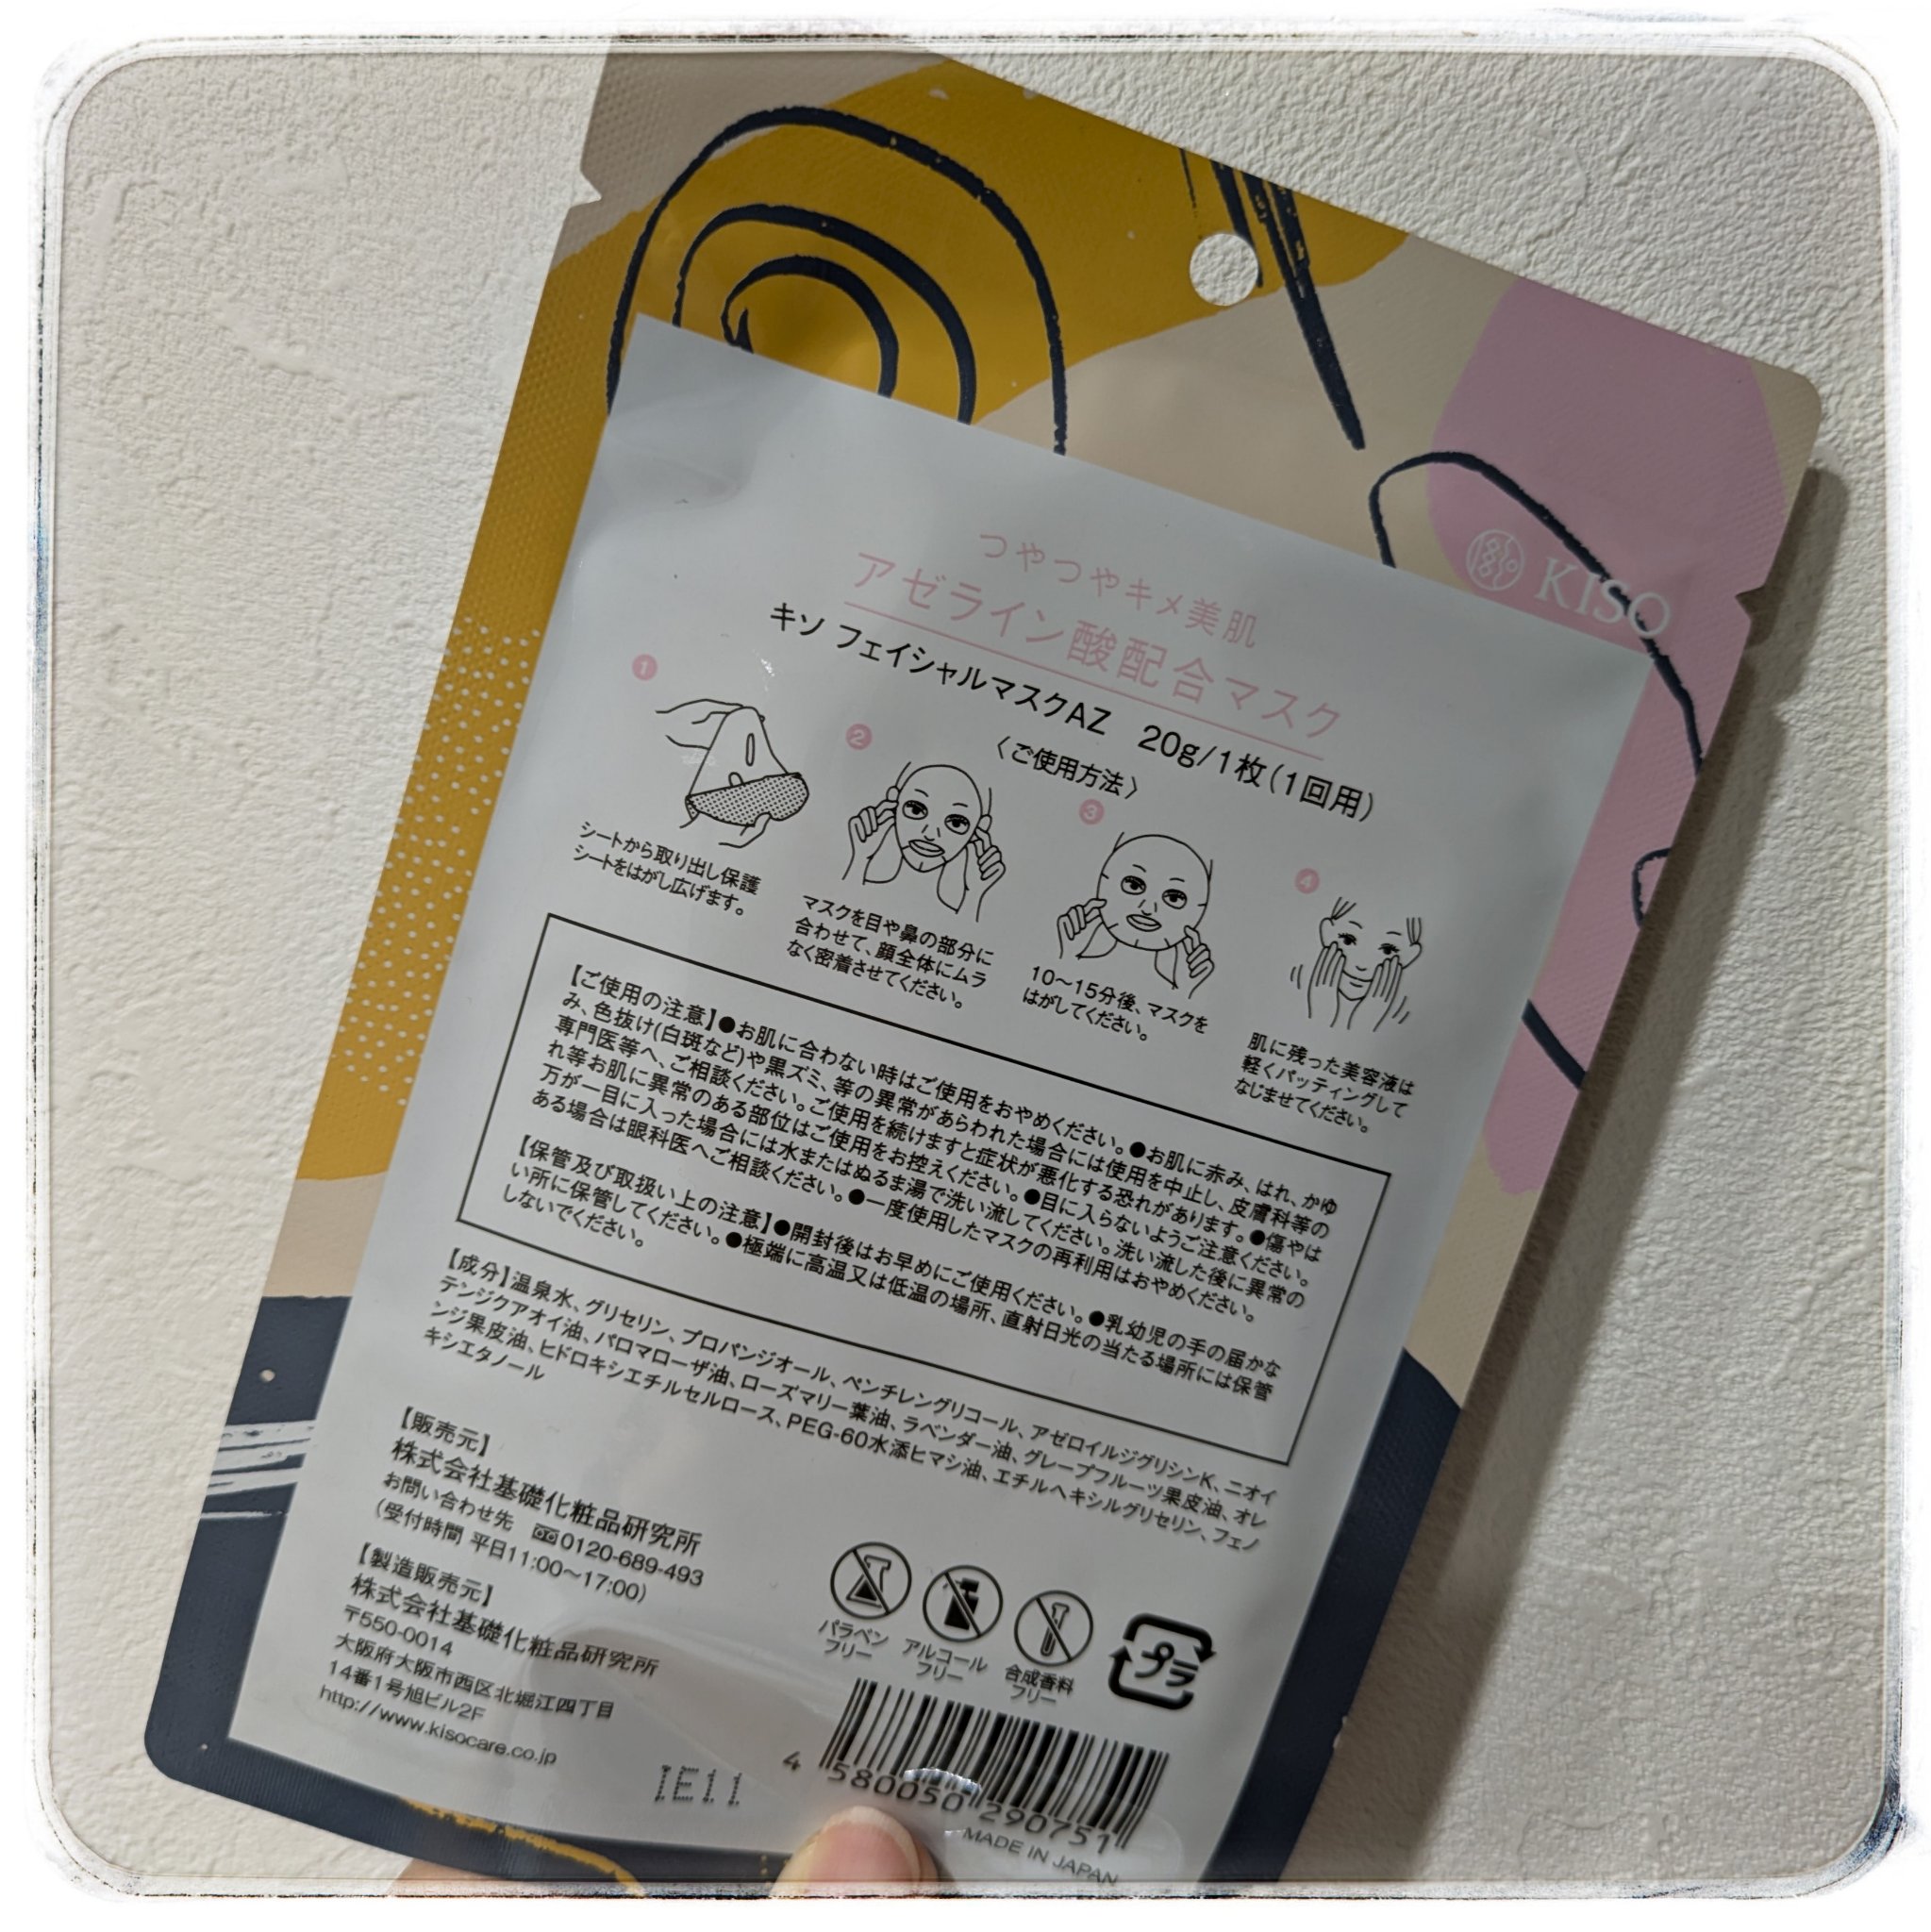 KISO
つやつやキメ美肌
アゼライン酸配合マスク
キソ フェイシャルマスクAZ 20g/1枚(1回用)
〈ご使用方法〉
1
シートから取り出し保護
シートをはがし広げます。
2
マスクを目や鼻の部分に
合わせて、顔全体にムラ
なく密着させてください。
3
10〜15分後、マスクを
はがしてください。
4
肌に残った美容液は
軽くパッティングして
なじませてください。
【ご使用の注意】●お肌に合わない時はご使用をおやめください。●お肌に赤み、はれ、かゆ
み、色抜け(白斑など)や黒ズミ、等の異常があらわれた場合には使用を中止し、皮膚科等の
専門医等へ、ご相談ください。ご使用を続けますと症状が悪化する恐れがあります。●傷やは
れ等お肌に異常のある部位はご使用をお控えください。●目に入らないようご注意ください。
万が一目に入った場合には水またはぬるま湯で洗い流してください。洗い流した後に異常の
ある場合は眼科医へご相談ください。●一度使用したマスクの再利用はおやめください。
【保管及び取扱い上の注意】●開封後はお早めにご使用ください。●乳幼児の手の届かな
い所に保管してください。●極端に高温又は低温の場所、直射日光の当たる場所には保管
しないでください。
【成分】温泉水、グリセリン、プロパンジオール、ペンチレングリコール、アゼロイルジグリシンK、ニオイ
テンジクアオイ油、パロマローザ油、ローズマリー葉油、ラベンダー油、グレープフルーツ果皮油、オレ
ンジ果皮油、ヒドロキシエチルセルロース、PEG-60水添ヒマシ油、エチルヘキシルグリセリン、フェノ
キシエタノール
【販売元】
株式会社基礎化粧品研究所
お問い合わせ先 0120-689-493
(受付時間 平日11:00〜17:00)
【製造販売元】
株式会社基礎化粧品研究所
〒550-0014
大阪府大阪市西区北堀江四丁目
14番1号旭ビル2F
http://www.kisocare.co.jp
パラベン
フリー
アルコール
フリー
合成香料
フリー
プラ
IE11
4 580050 290751
MADE IN JAPAN